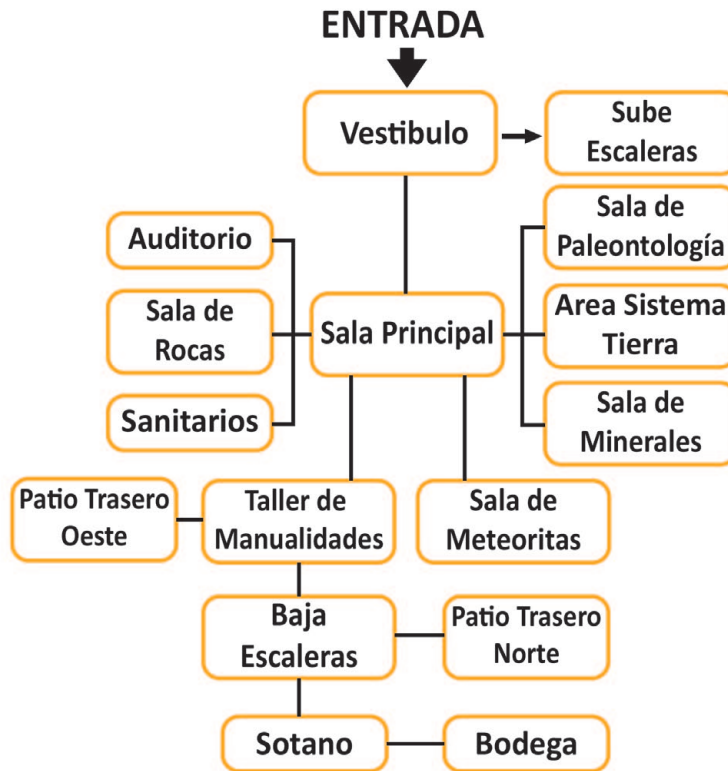 ENTRADA
Vestibulo
Sube
Escaleras
Auditorio
Sala de
Paleontología
Sala de
Rocas
Sala Principal
Area Sistema
Tierra
Sanitarios
Sala de
Minerales
Patio Trasero
Oeste
Taller de
Manualidades
Sala de
Meteoritas
Baja
Escaleras
Patio Trasero
Norte
Sotano
Bodega